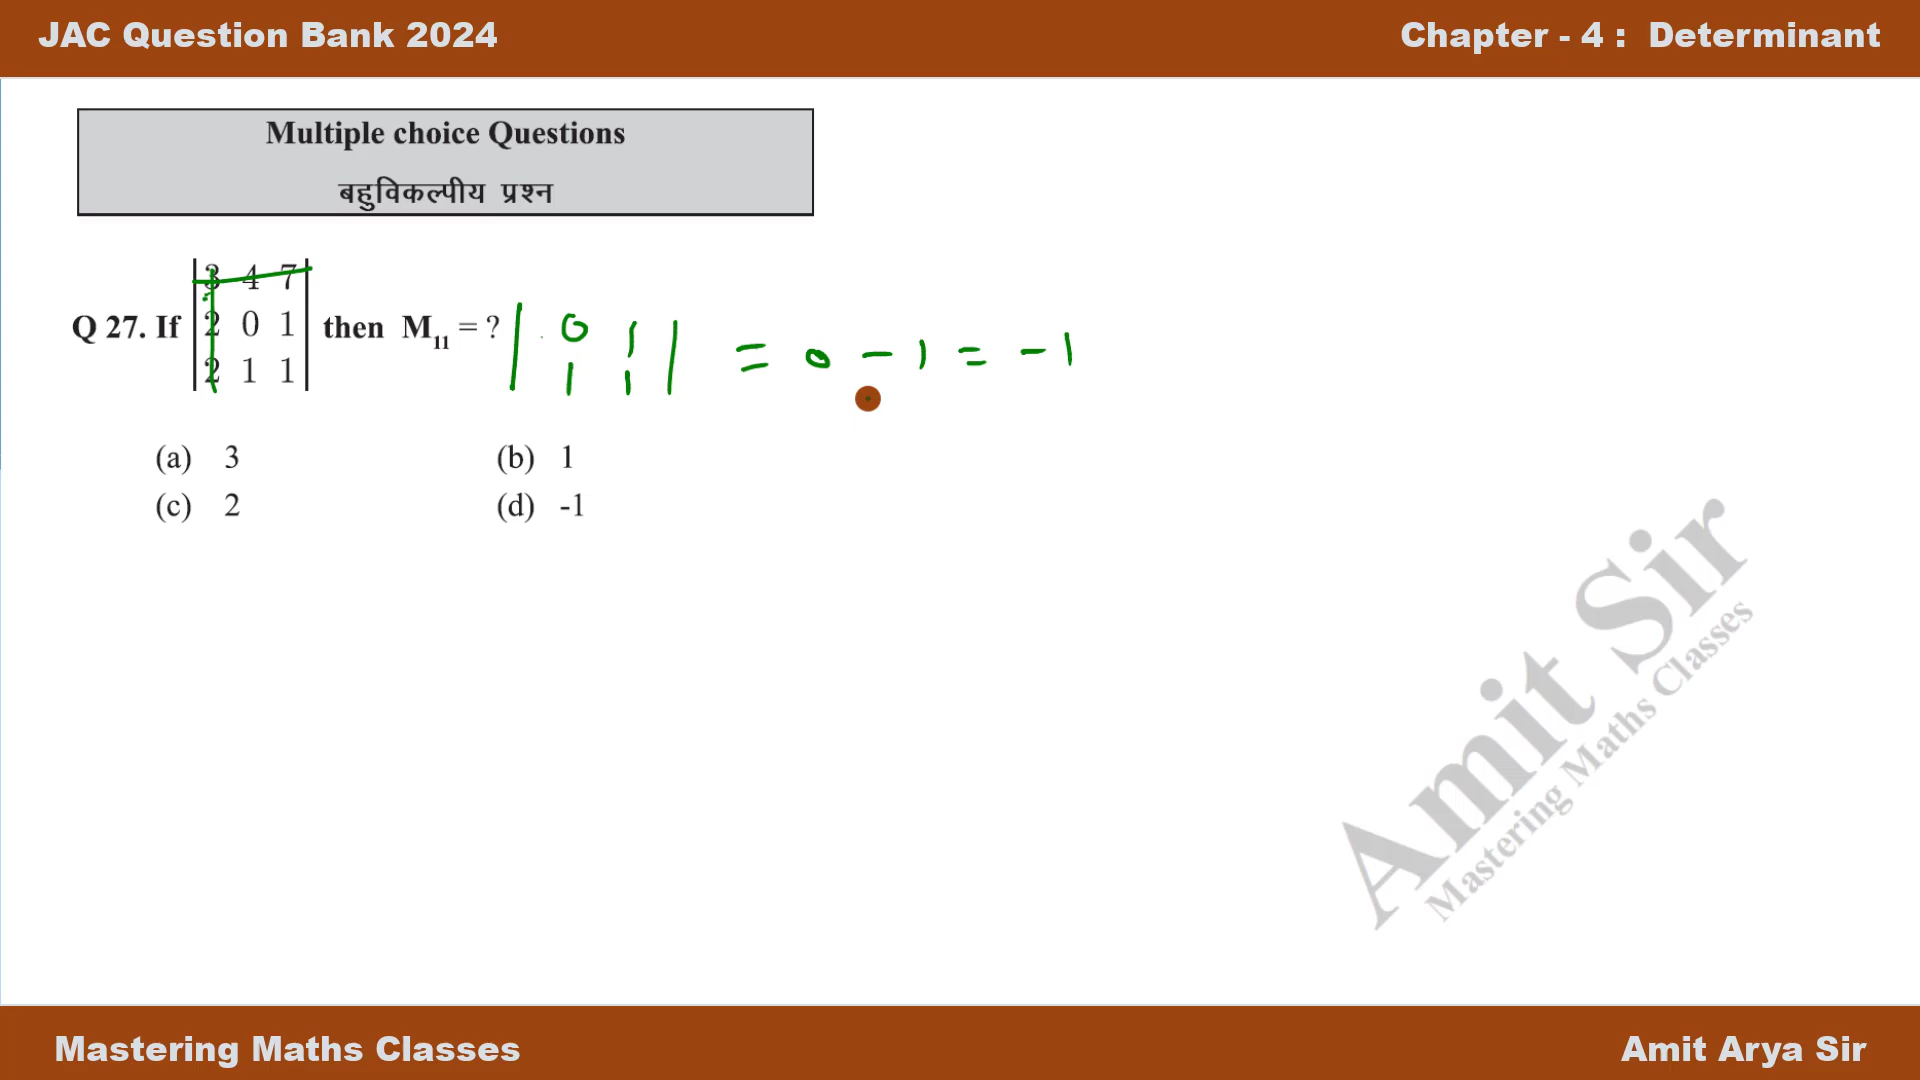 JAC Question Bank 2024
Chapter - 4 : Determinant
Multiple choice Questions
बहुविकल्पीय प्रश्न
3 4 7
Q 27. If 2 0 1 then M11 = ? | 0 1 | = 0 - 1 = - 1
2 1 1 1 1
(a) 3 (b) 1
(c) 2 (d) -1
Amit Sir
Mastering Maths Classes
Mastering Maths Classes
Amit Arya Sir